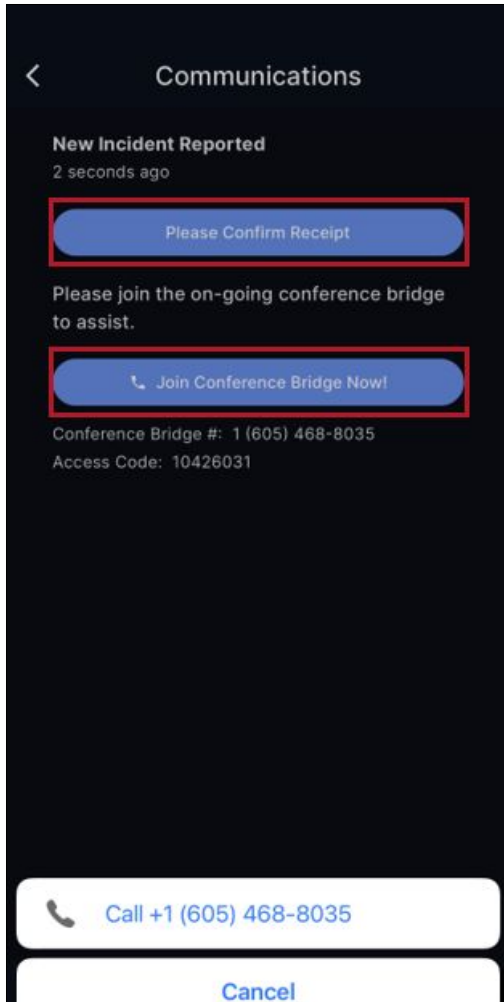 Communications
New Incident Reported
2 seconds ago
Please Confirm Receipt
Please join the on-going conference bridge
to assist.
Join Conference Bridge Now!
Conference Bridge #: 1 (605) 468-8035
Access Code: 10426031
Call +1 (605) 468-8035
Cancel